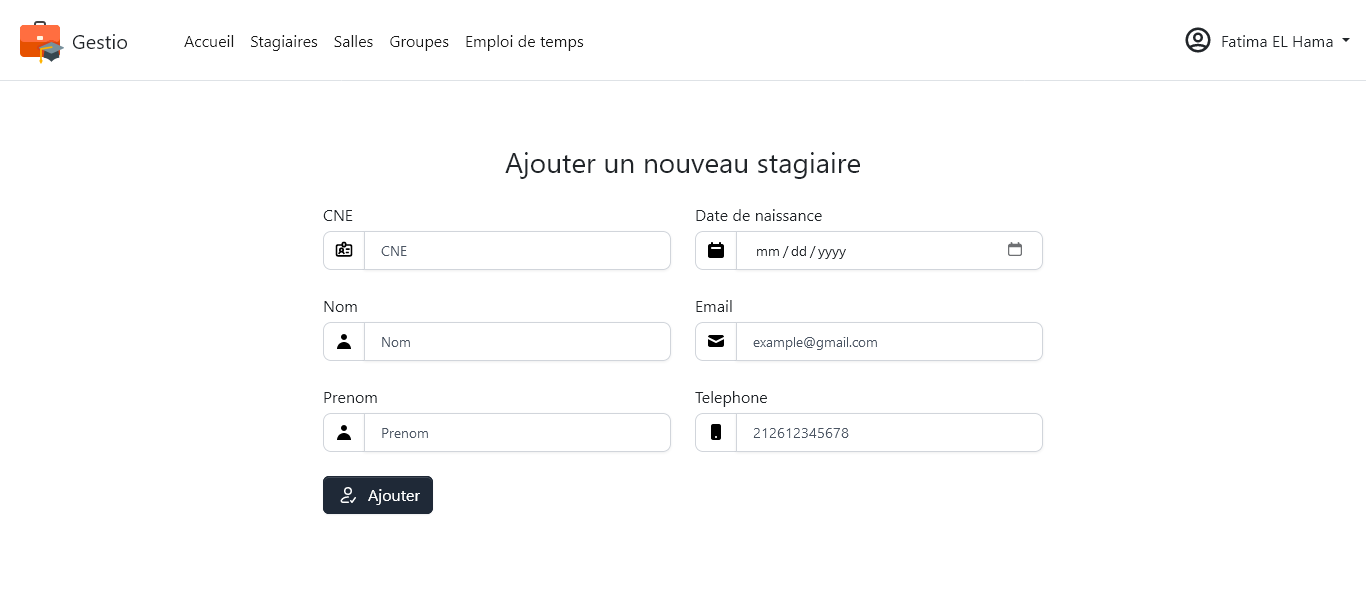 Gestio Accueil Stagiaires Salles Groupes Emploi de temps Fatima EL Hama
Ajouter un nouveau stagiaire
CNE
CNE
Date de naissance
mm / dd / yyyy
Nom
Nom
Email
example@gmail.com
Prenom
Prenom
Telephone
212612345678
Ajouter